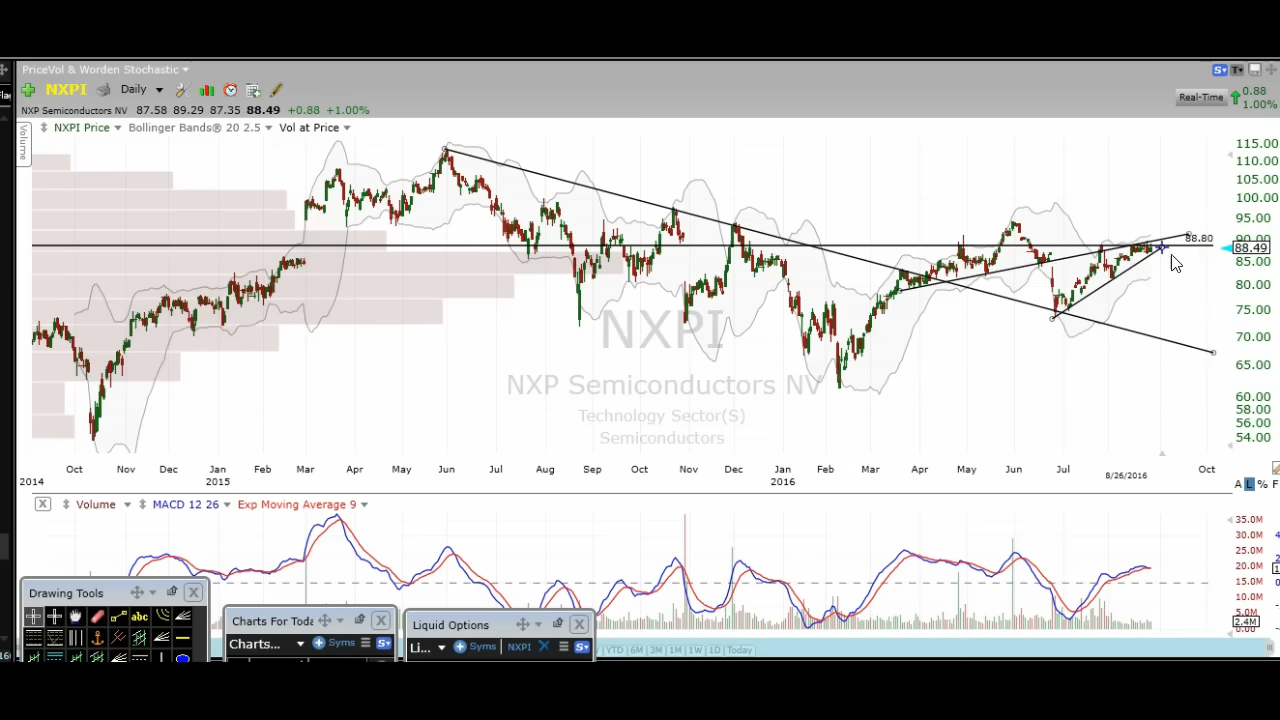 PriceVol & Worden Stochastic
NXPI Daily
Real-Time 0.88
1.00%
NXP Semiconductors NV 87.58 89.29 87.35 88.49 +0.88 +1.00%
NXPI Price Bollinger Bands® 20 2.5 Vol at Price
Volume
115.00
110.00
105.00
100.00
95.00
90.00
88.80
88.49
85.00
80.00
75.00
70.00
65.00
60.00
58.00
56.00
54.00
NXPI
NXP Semiconductors NV
Technology Sector(S)
Semiconductors
Oct Nov Dec Jan Feb Mar Apr May Jun Jul Aug Sep Oct Nov Dec Jan Feb Mar Apr May Jun Jul 8/26/2016 Oct
2014 2015 2016
A L % F
X Volume MACD 12 26 Exp Moving Average 9
35.0M
30.0M
25.0M
20.0M
15.0M
10.0M
5.0M
2.4M
0.00
Drawing Tools X
abc
Charts For Toda X
Charts... Syms S
Liquid Options X
Li... Syms NXPI X S
YTD 6M 3M 1M 1W 1D Today